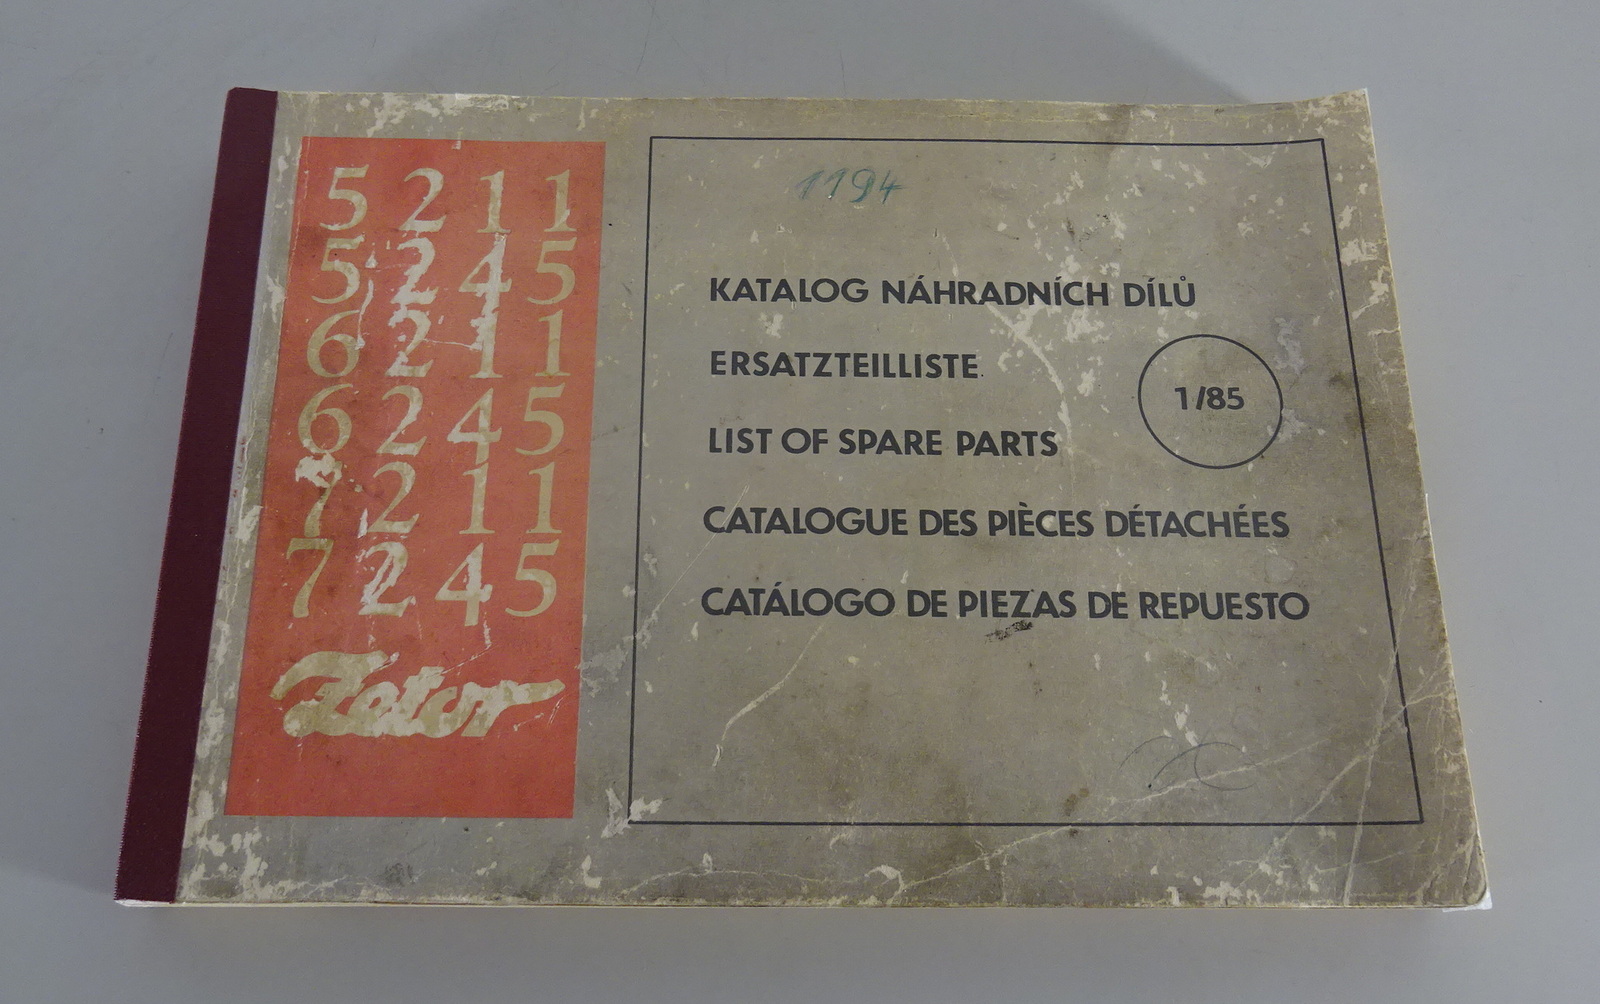 5211
5245
6211
6245
7211
7245
Zetor
1194
KATALOG NÁHRADNÍCH DÍLŮ
ERSATZTEILLISTE
1/85
LIST OF SPARE PARTS
CATALOGUE DES PIÈCES DÉTACHÉES
CATÁLOGO DE PIEZAS DE REPUESTO